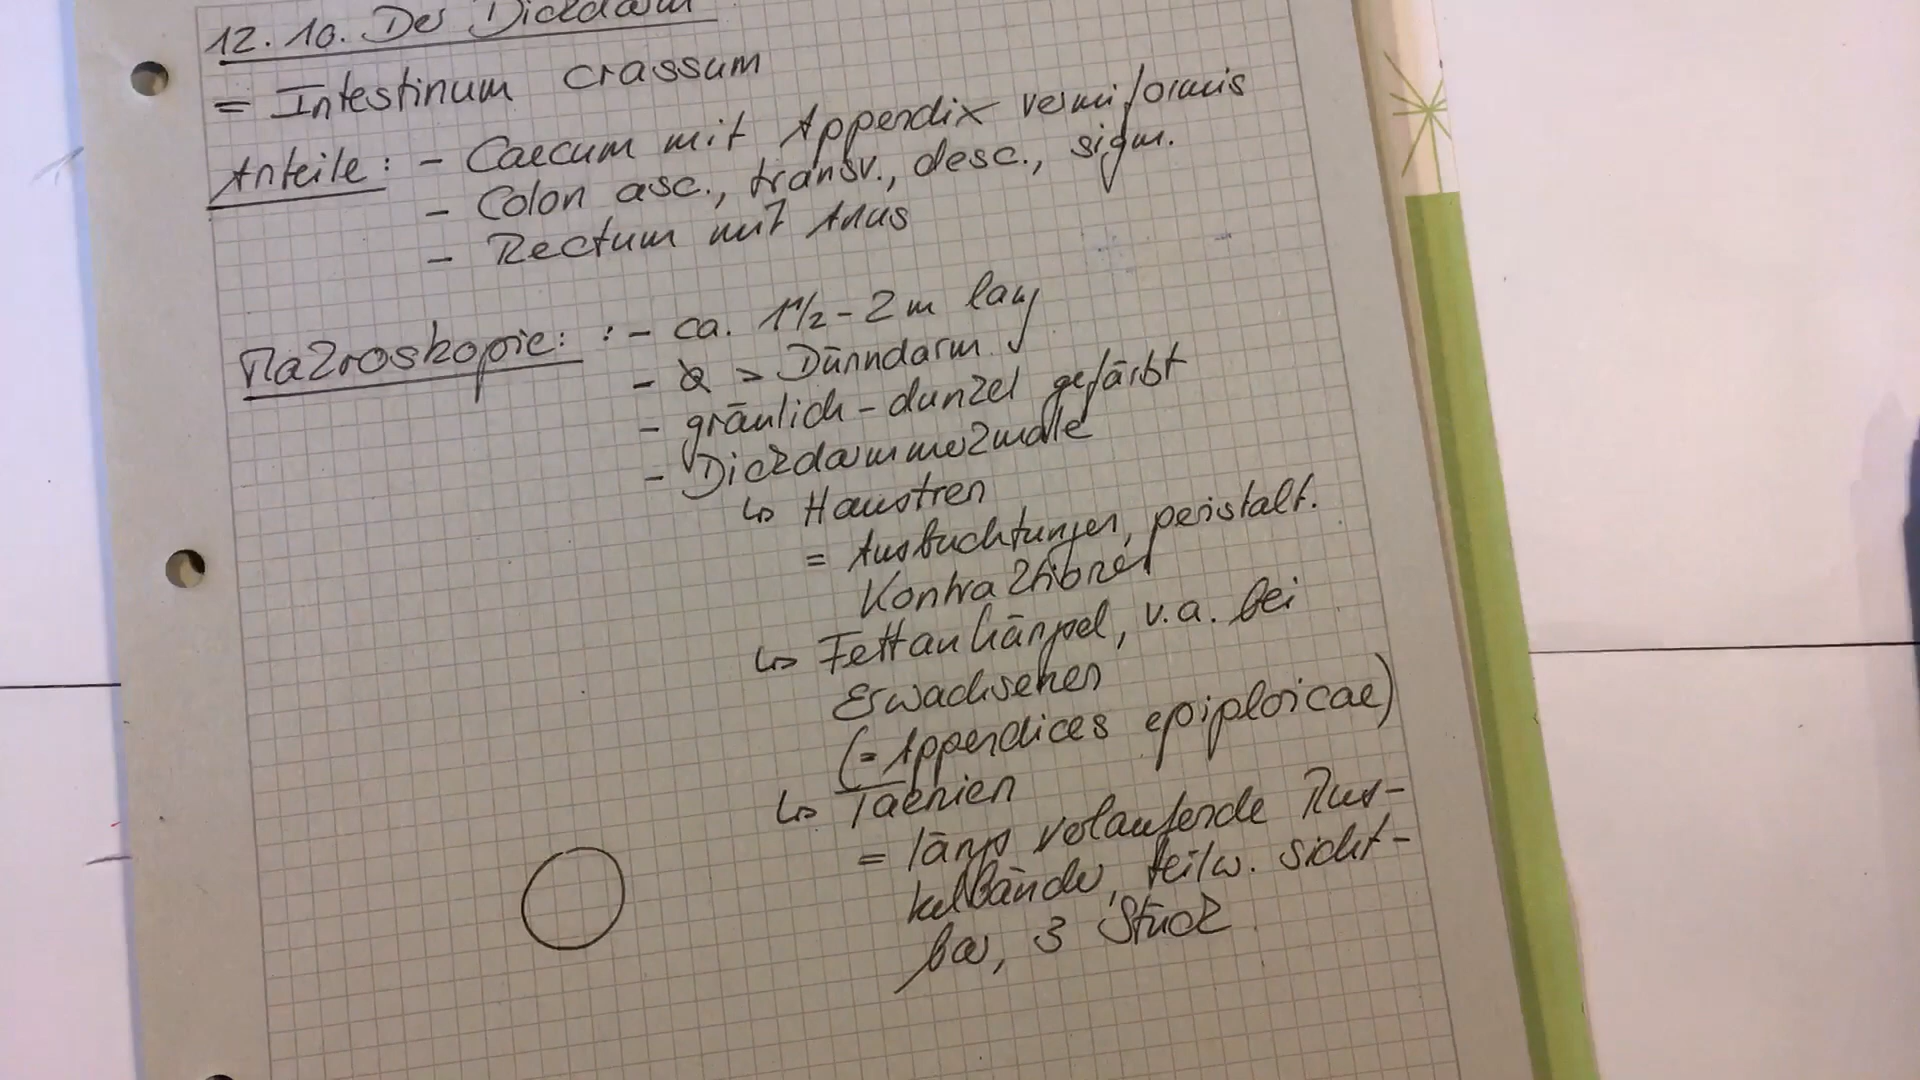 12.10. Der Dickdarm
= Intestinum crassum
Anteile: - Caecum mit Appendix vermiformis
- Colon asc., transv., desc., sigm.
- Rectum mit Anus
Makroskopie: : - ca. 1 1/2 - 2 m lang
- > Dünndarm
- gräulich - dunkel gefärbt
- Dickdarmmerkmale
↳ Haustren
= Ausbuchtungen, peristalt.
Kontraktionen
↳ Fettanhängsel, v.a. bei
Erwachsenen
(= Appendices epiploicae)
↳ Taenien
= längs verlaufende Mus-
kelbänder, teilw. sicht-
bar, 3 Stück